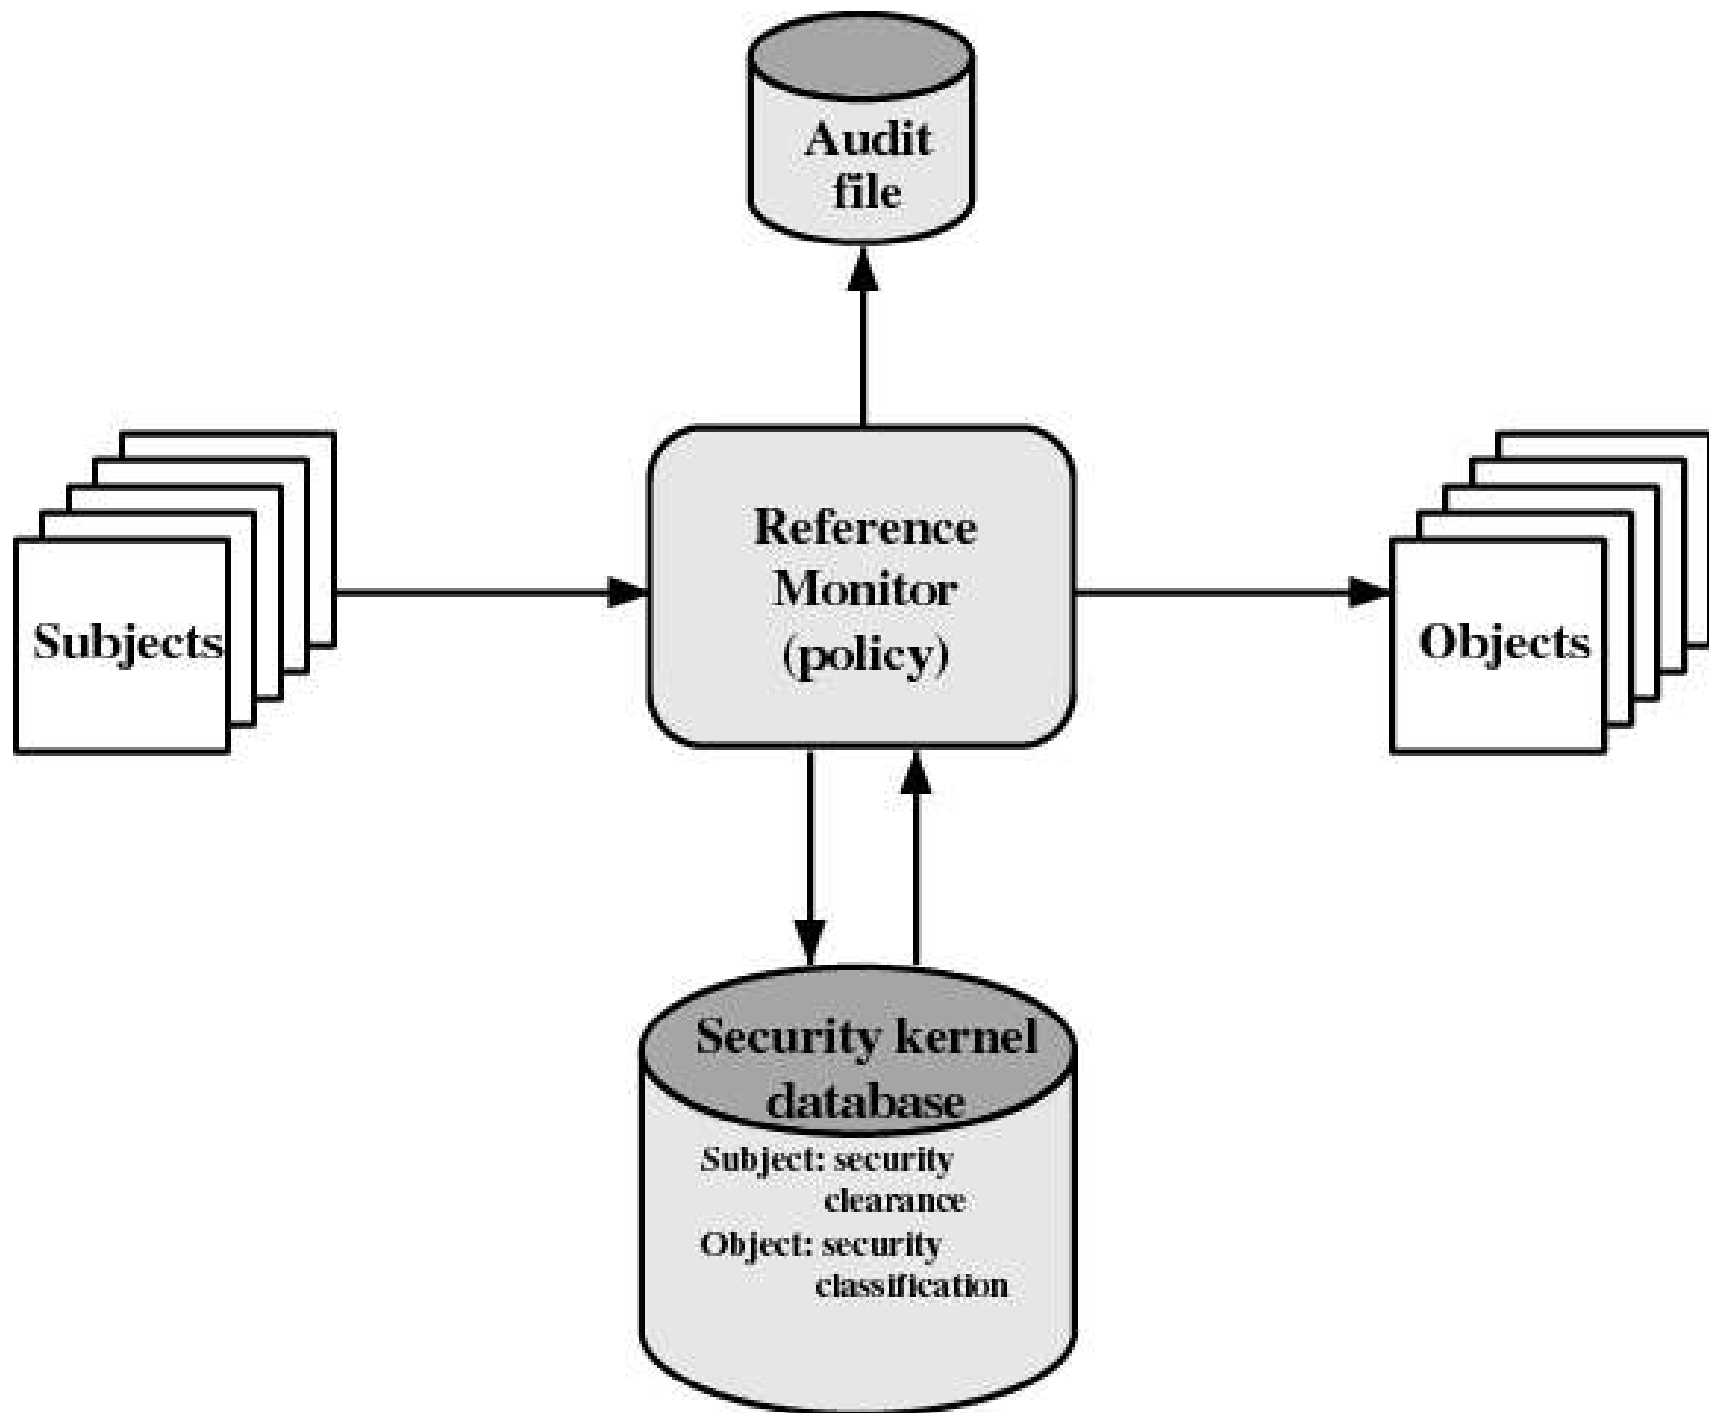 Audit
file
Reference
Monitor
(policy)
Subjects
Objects
Security kernel
database
Subject: security
clearance
Object: security
classification